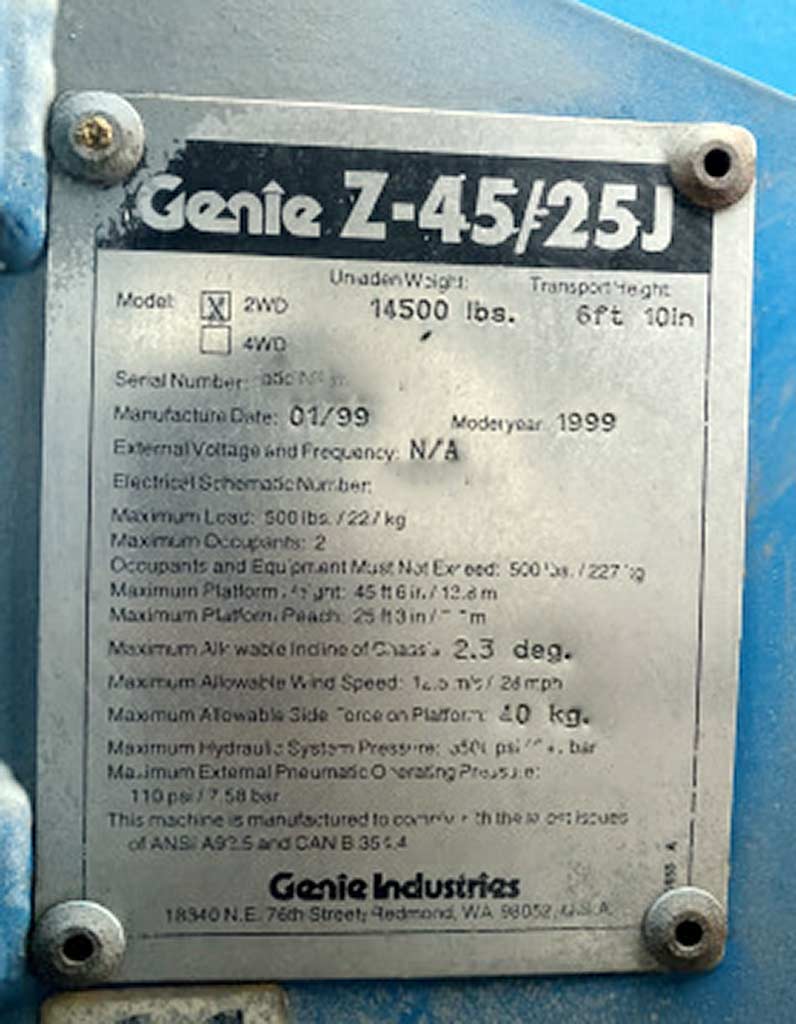 Genie Z-45/25J
Unladen Weight: Transport Height
Model: X 2WD 14500 lbs. 6ft 10in
4WD
Serial Number:
Manufacture Date: 01/99 Model year 1999
External Voltage and Frequency: N/A
Electrical Schematic Number:
Maximum Load: 500 lbs. / 227 kg
Maximum Occupants: 2
Occupants and Equipment Must Not Exceed: 500 lbs. / 227 kg
Maximum Platform Height: 45 ft 6 in / 13.8 m
Maximum Platform Reach: 25 ft 3 in / m
Maximum Allowable Incline of Chassis 2.3 deg.
Maximum Allowable Wind Speed: 12.5 m/s / 28 mph
Maximum Allowable Side Force on Platform: 40 kg.
Maximum Hydraulic System Pressure: psi / bar
Maximum External Pneumatic Operating Pressure:
110 psi / 7.58 bar
This machine is manufactured to comply with the issues
of ANSI A92.5 and CAN B 354.4
Genie Industries
18340 N.E. 76th Street, Redmond, WA 98052, U.S.A.